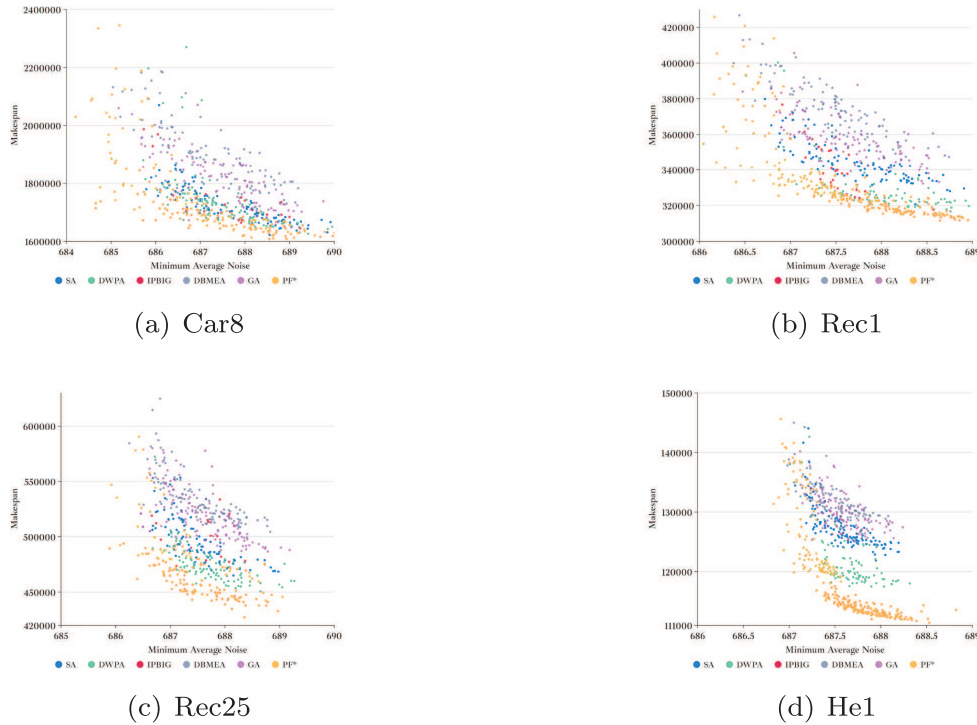 2400000
2200000
2000000
1800000
1600000
Makespan
684 685 686 687 688 689 690
Minimum Average Noise
SA DWPA IPBIG DBMEA GA PF*
(a) Car8
420000
400000
380000
360000
340000
320000
300000
Makespan
686 686.5 687 687.5 688 688.5 689
Minimum Average Noise
SA DWPA IPBIG DBMEA GA PF*
(b) Rec1
600000
550000
500000
450000
420000
Makespan
685 686 687 688 689 690
Minimum Average Noise
SA DWPA IPBIG DBMEA GA PF*
(c) Rec25
150000
140000
130000
120000
111000
Makespan
686 686.5 687 687.5 688 688.5 689
Minimum Average Noise
SA DWPA IPBIG DBMEA GA PF*
(d) He1